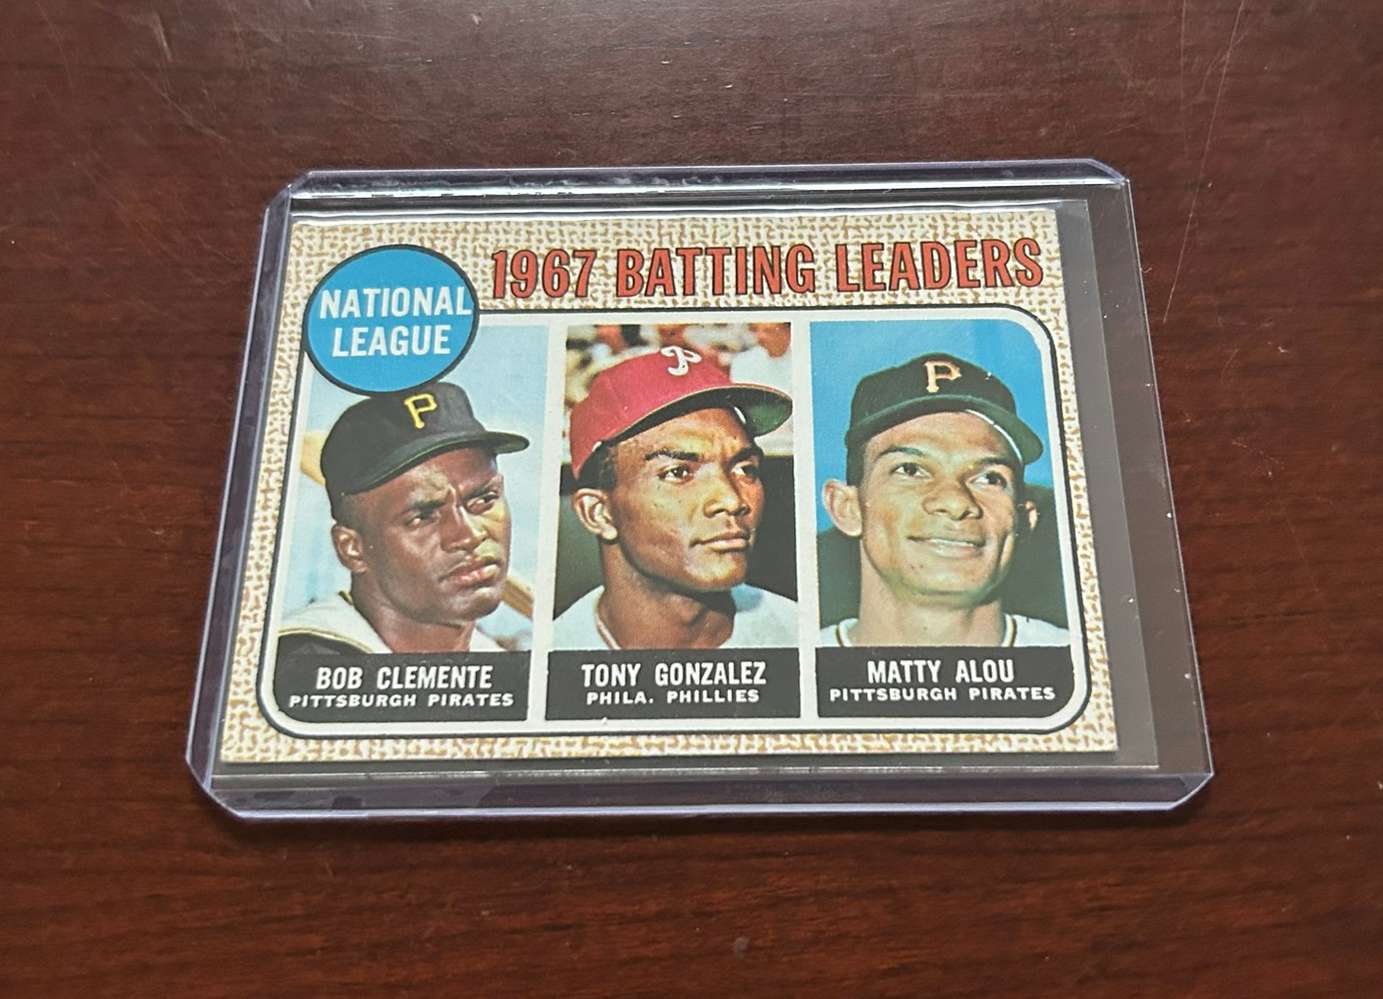 NATIONAL
LEAGUE
1967 BATTING LEADERS
P
P
P
BOB CLEMENTE
PITTSBURGH PIRATES
TONY GONZALEZ
PHILA. PHILLIES
MATTY ALOU
PITTSBURGH PIRATES